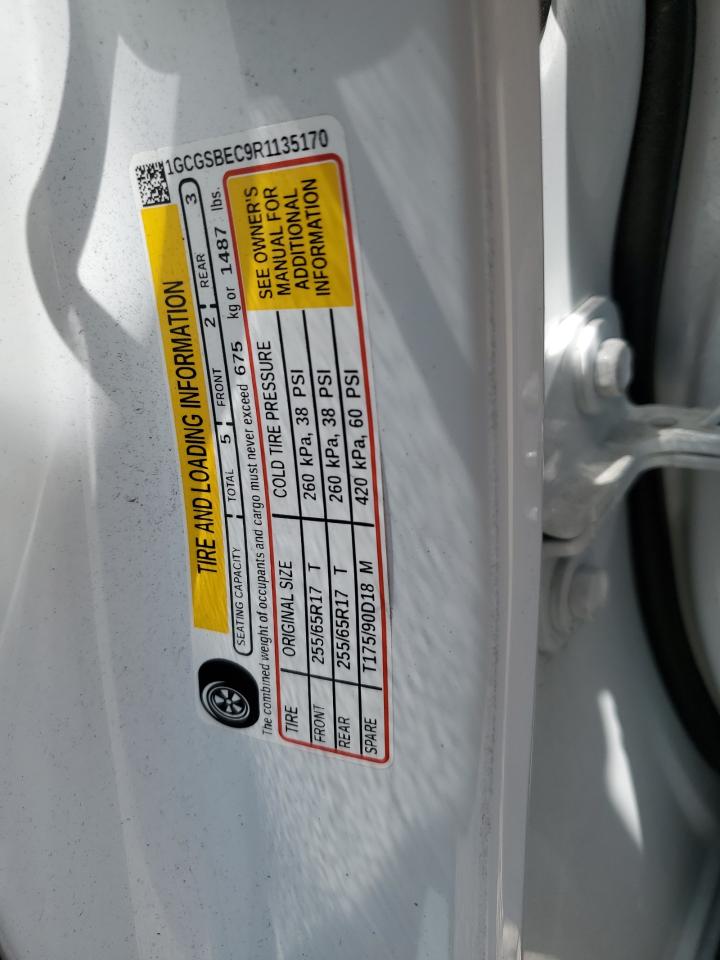 1GCGSBEC9R1135170
TIRE AND LOADING INFORMATION
SEATING CAPACITY TOTAL 5 FRONT 2 REAR 3
The combined weight of occupants and cargo must never exceed 675 kg or 1487 lbs.
TIRE ORIGINAL SIZE COLD TIRE PRESSURE
FRONT 255/65R17 T 260 kPa, 38 PSI
REAR 255/65R17 T 260 kPa, 38 PSI
SPARE T175/90D18 M 420 kPa, 60 PSI
SEE OWNER'S
MANUAL FOR
ADDITIONAL
INFORMATION